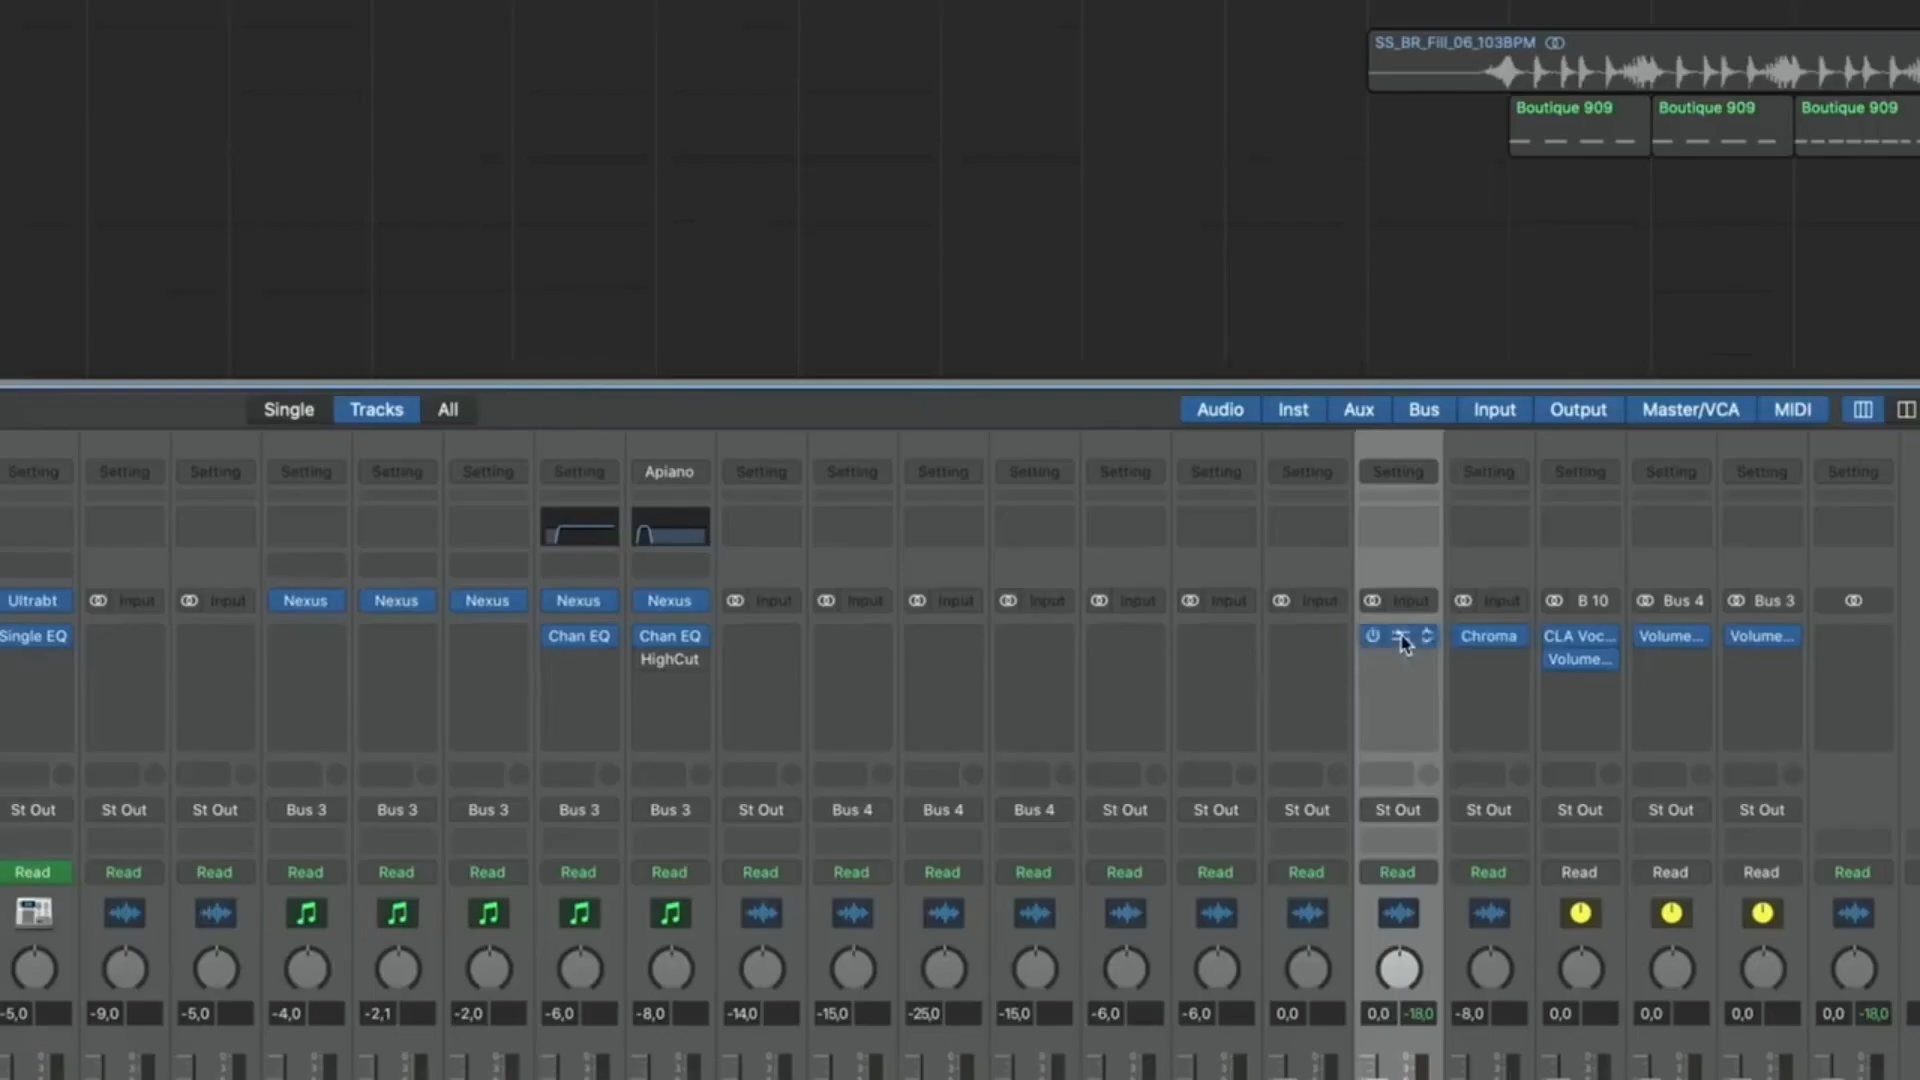 SS_BR_Fill_06_103BPM
Boutique 909 Boutique 909 Boutique 909
Single Tracks All Audio Inst Aux Bus Input Output Master/VCA MIDI
Setting Setting Setting Setting Setting Setting Setting Apiano Setting Setting Setting Setting Setting Setting Setting Setting Setting Setting Setting Setting Setting
Ultrabt Input Input Nexus Nexus Nexus Nexus Nexus Input Input Input Input Input Input Input Input Input B 10 Bus 4 Bus 3
Single EQ Chan EQ Chan EQ Chroma CLA Voc... Volume... Volume...
HighCut Volume...
St Out St Out St Out Bus 3 Bus 3 Bus 3 Bus 3 Bus 3 St Out Bus 4 Bus 4 Bus 4 St Out St Out St Out St Out St Out St Out St Out St Out
Read Read Read Read Read Read Read Read Read Read Read Read Read Read Read Read Read Read Read Read Read
-5,0 -9,0 -5,0 -4,0 -2,1 -2,0 -6,0 -8,0 -14,0 -15,0 -25,0 -15,0 -6,0 -6,0 0,0 0,0 -18,0 -8,0 0,0 0,0 0,0 0,0 -18,0